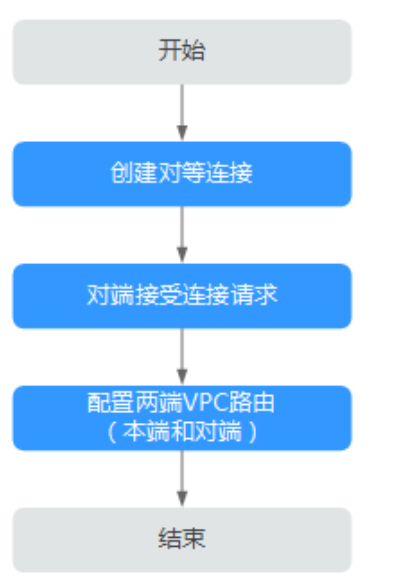 开始
创建对等连接
对端接受连接请求
配置两端VPC路由
（本端和对端）
结束